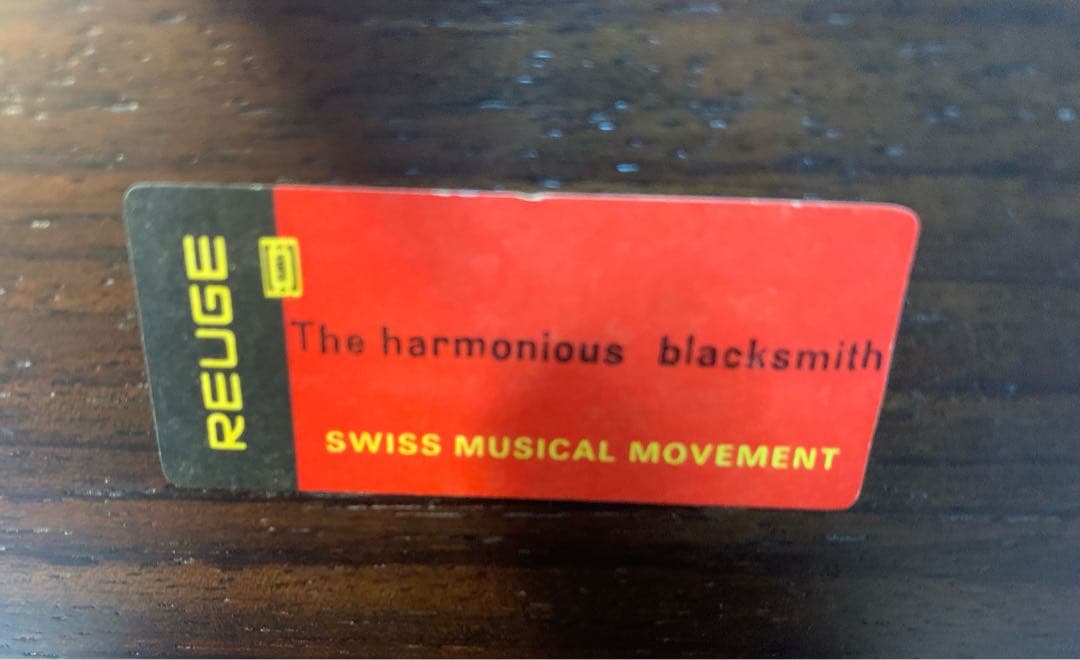 REUGE
The harmonious blacksmith
SWISS MUSICAL MOVEMENT